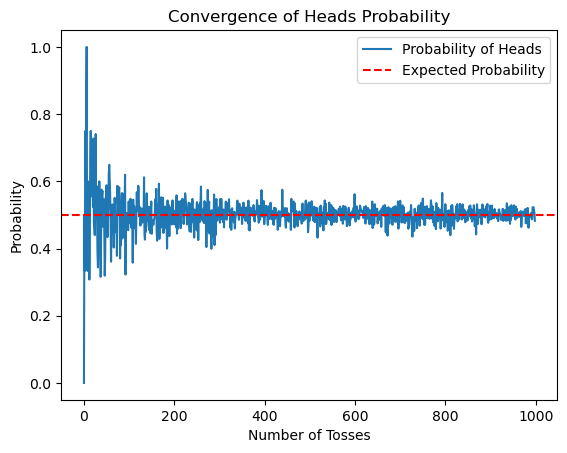 Convergence of Heads Probability
Probability of Heads
Expected Probability
1.0
0.8
0.6
0.4
0.2
0.0
Probability
0 200 400 600 800 1000
Number of Tosses